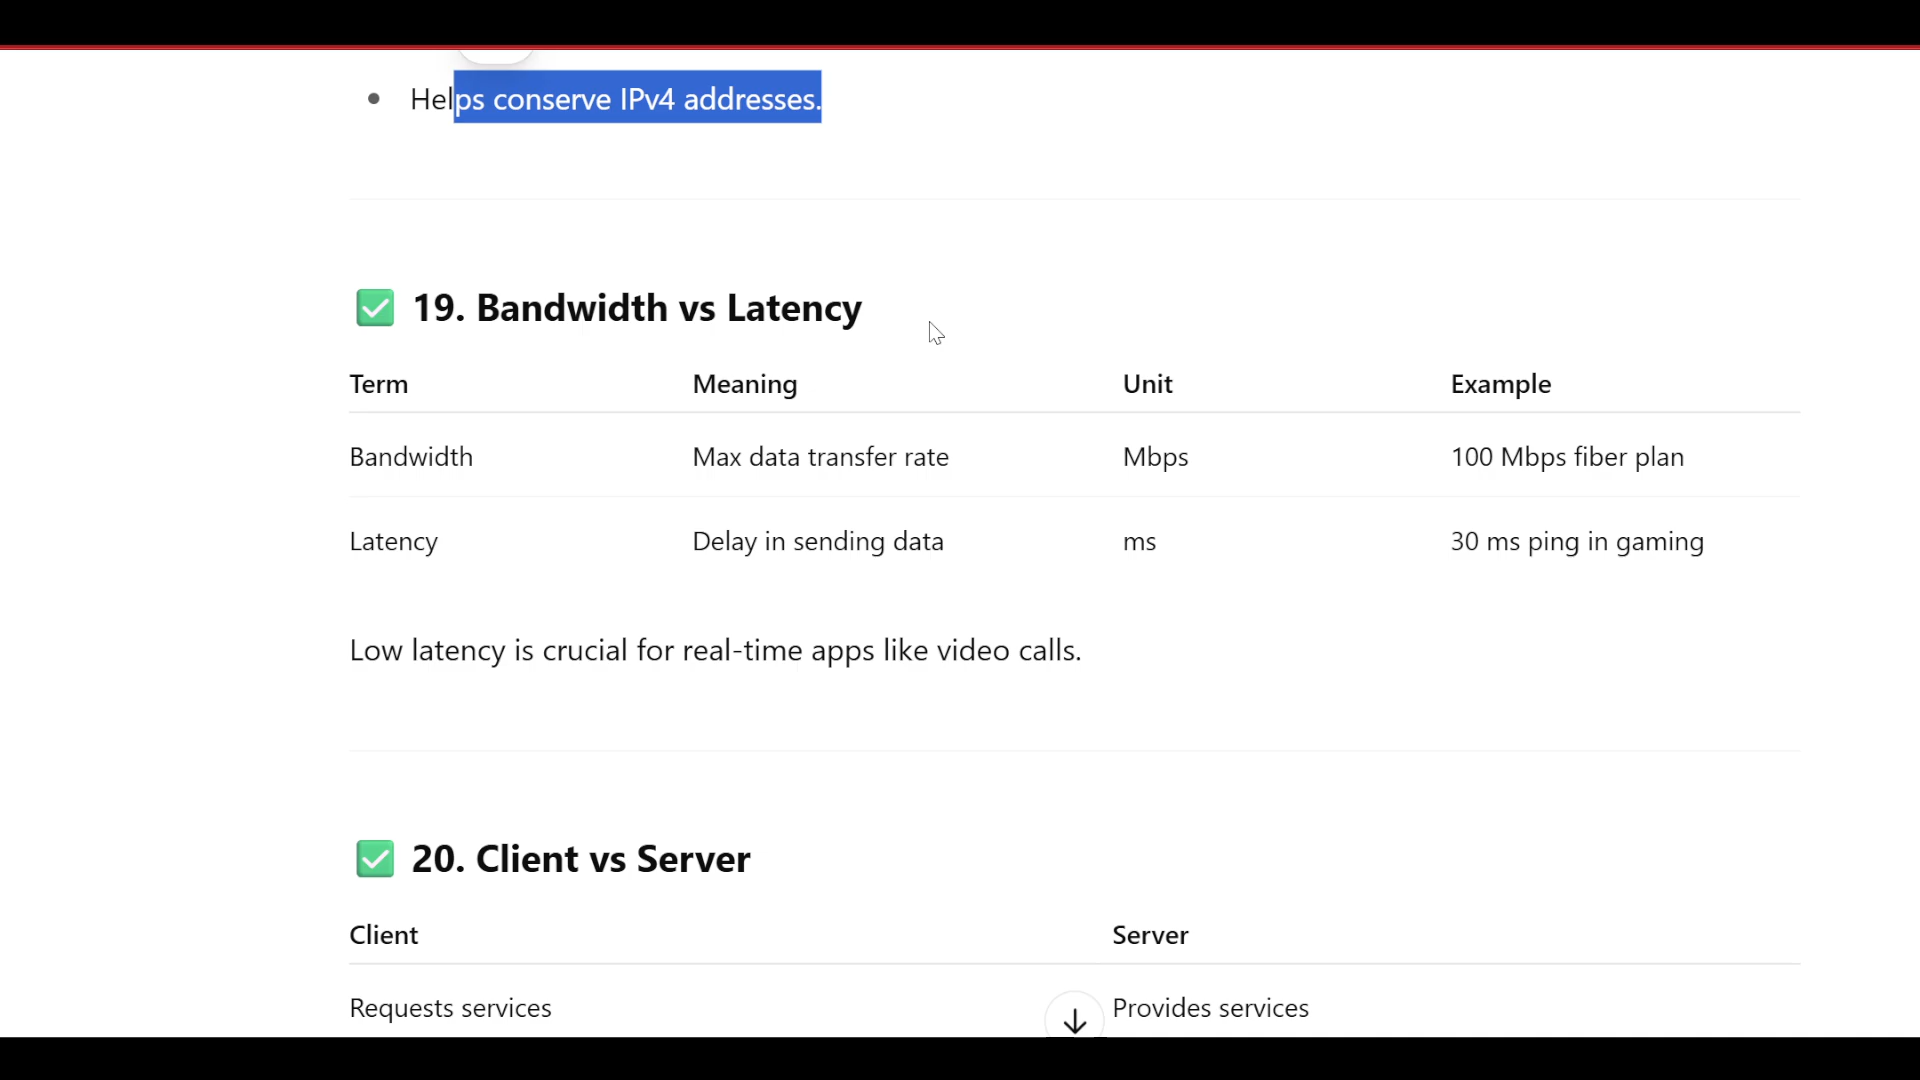 • Helps conserve IPv4 addresses.
✅ 19. Bandwidth vs Latency
Term Meaning Unit Example
Bandwidth Max data transfer rate Mbps 100 Mbps fiber plan
Latency Delay in sending data ms 30 ms ping in gaming
Low latency is crucial for real-time apps like video calls.
✅ 20. Client vs Server
Client Server
Requests services Provides services